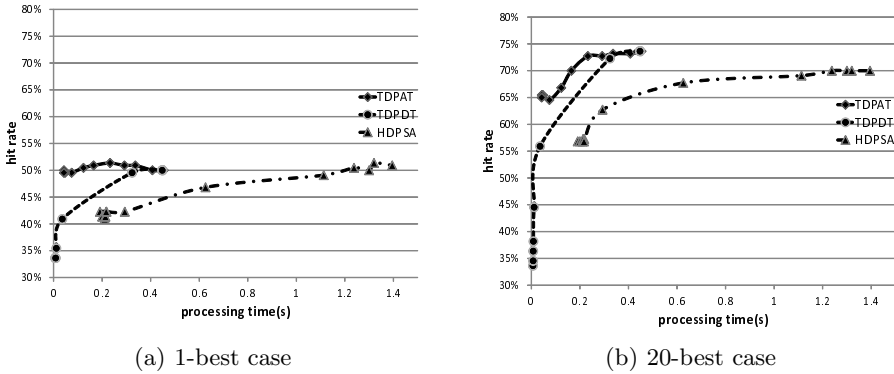 80%
75%
70%
65%
60%
55%
50%
45%
40%
35%
30%
hit rate
0 0.2 0.4 0.6 0.8 1 1.2 1.4
processing time(s)
TDPAT
TDPDT
HDPSA
(a) 1-best case
80%
75%
70%
65%
60%
55%
50%
45%
40%
35%
30%
hit rate
0 0.2 0.4 0.6 0.8 1 1.2 1.4
processing time(s)
TDPAT
TDPDT
HDPSA
(b) 20-best case